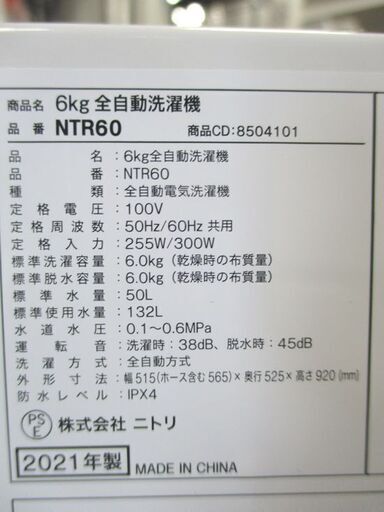 商品名 6kg 全自動洗濯機
品番 NTR60 商品CD:8504101
品名:6kg全自動洗濯機
品番:NTR60
種類:全自動電気洗濯機
定格電圧:100V
定格周波数:50Hz/60Hz 共用
定格入力:255W/300W
標準洗濯容量:6.0kg (乾燥時の布質量)
標準脱水容量:6.0kg (乾燥時の布質量)
標準水量:50L
標準使用水量:132L
水道水圧:0.1〜0.6MPa
運転音:洗濯時:38dB、脱水時:45dB
洗濯方式:全自動方式
外形寸法:幅515(ホース含む565)×奥行525×高さ920(mm)
防水レベル:IPX4
PSE 株式会社 ニトリ
2021年製 MADE IN CHINA